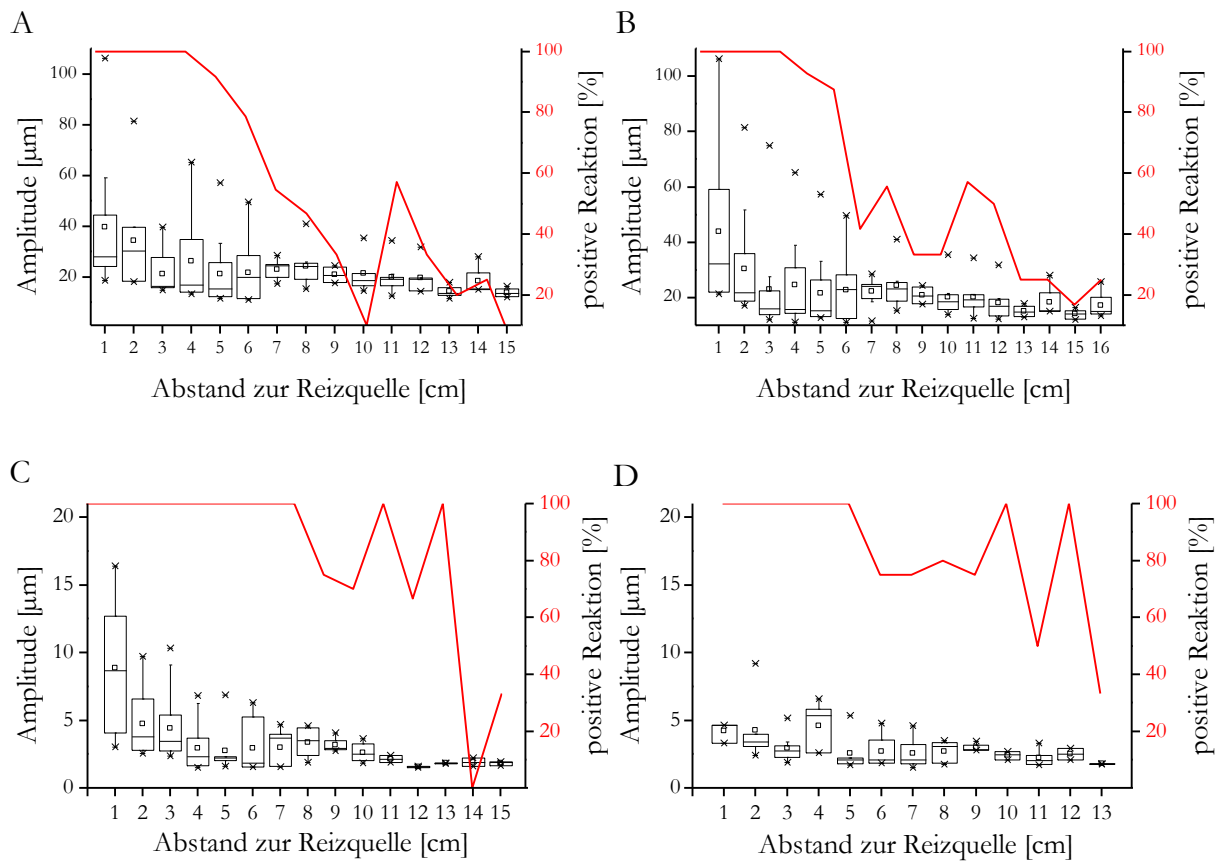 A
Amplitude [µm]
100
80
60
40
20
100
80
60
40
20
positive Reaktion [%]
1 2 3 4 5 6 7 8 9 10 11 12 13 14 15
Abstand zur Reizquelle [cm]
B
Amplitude [µm]
100
80
60
40
20
100
80
60
40
20
positive Reaktion [%]
1 2 3 4 5 6 7 8 9 10 11 12 13 14 15 16
Abstand zur Reizquelle [cm]
C
Amplitude [µm]
20
15
10
5
0
100
80
60
40
20
positive Reaktion [%]
1 2 3 4 5 6 7 8 9 10 11 12 13 14 15
Abstand zur Reizquelle [cm]
D
Amplitude [µm]
20
15
10
5
0
100
80
60
40
20
positive Reaktion [%]
1 2 3 4 5 6 7 8 9 10 11 12 13
Abstand zur Reizquelle [cm]